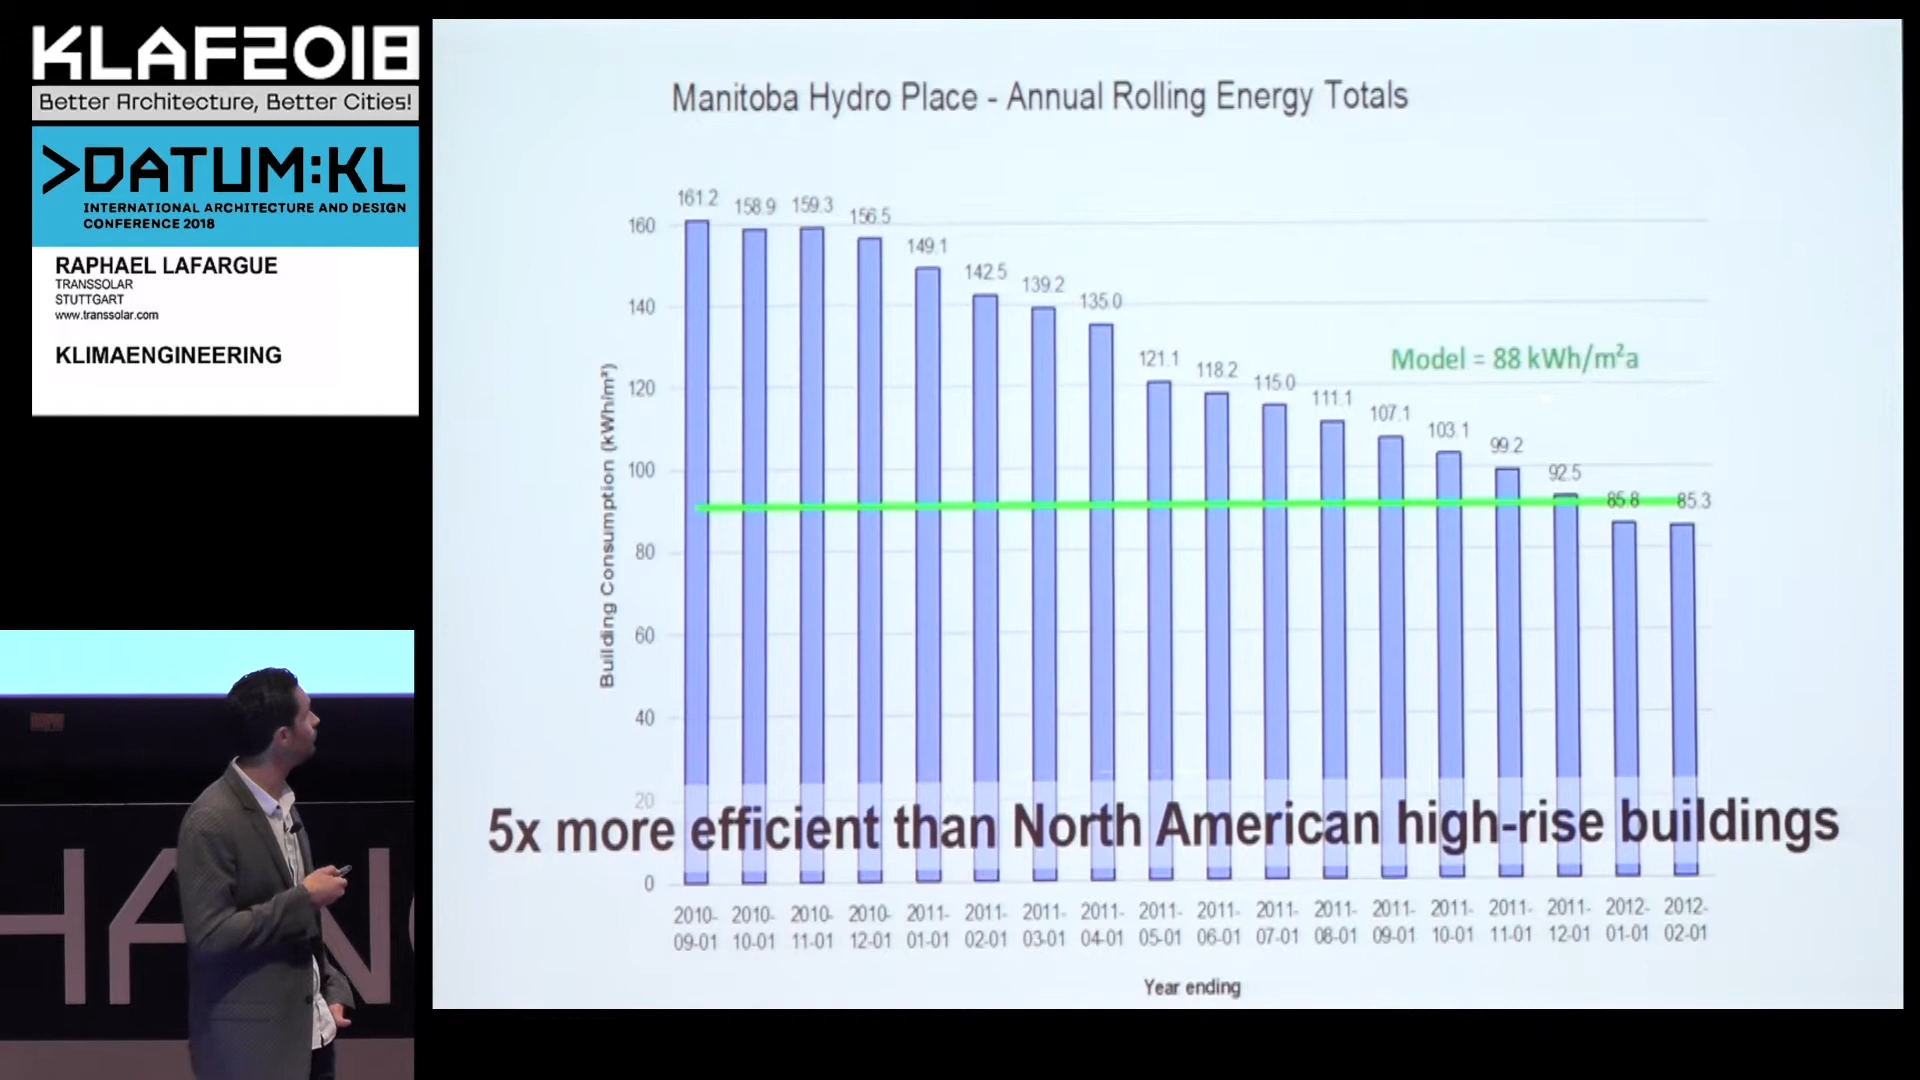 KLAF2018
Better Architecture, Better Cities!
>DATUM:KL
INTERNATIONAL ARCHITECTURE AND DESIGN
CONFERENCE 2018
RAPHAEL LAFARGUE
TRANSSOLAR
STUTTGART
www.transsolar.com
KLIMAENGINEERING
Manitoba Hydro Place - Annual Rolling Energy Totals
161.2 158.9 159.3 156.5 149.1 142.5 139.2 135.0 121.1 118.2 115.0 111.1 107.1 103.1 99.2 92.5 85.8 85.3
Model = 88 kWh/m²a
Building Consumption (kWh/m²)
160
140
120
100
80
60
40
20
0
5x more efficient than North American high-rise buildings
2010- 2010- 2010- 2010- 2011- 2011- 2011- 2011- 2011- 2011- 2011- 2011- 2011- 2011- 2011- 2011- 2012- 2012-
09-01 10-01 11-01 12-01 01-01 02-01 03-01 04-01 05-01 06-01 07-01 08-01 09-01 10-01 11-01 12-01 01-01 02-01
Year ending